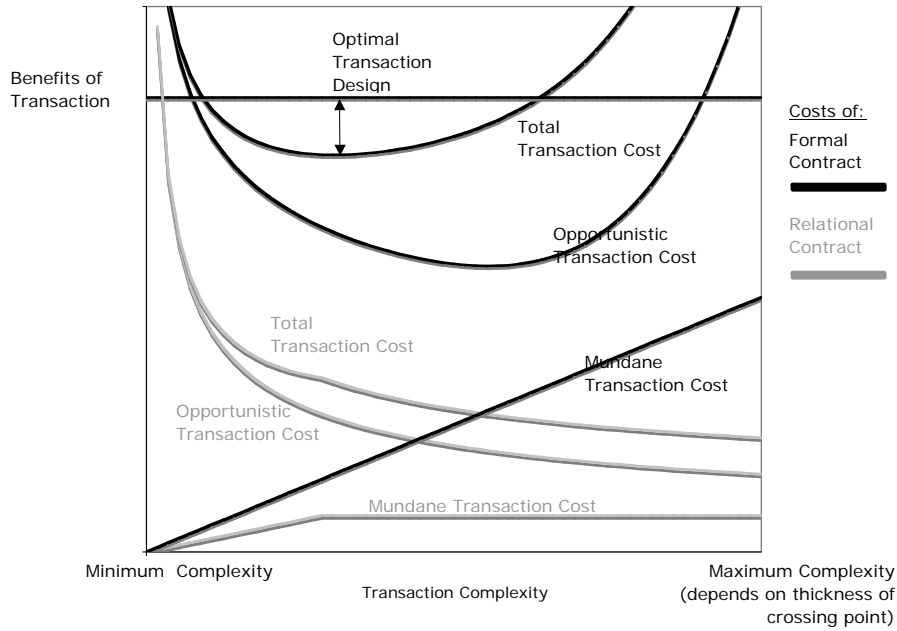 Optimal
Transaction
Design
Benefits of
Transaction
Total
Transaction Cost
Costs of:
Formal
Contract
Relational
Contract
Opportunistic
Transaction Cost
Total
Transaction Cost
Mundane
Transaction Cost
Opportunistic
Transaction Cost
Mundane Transaction Cost
Minimum Complexity
Transaction Complexity
Maximum Complexity
(depends on thickness of
crossing point)